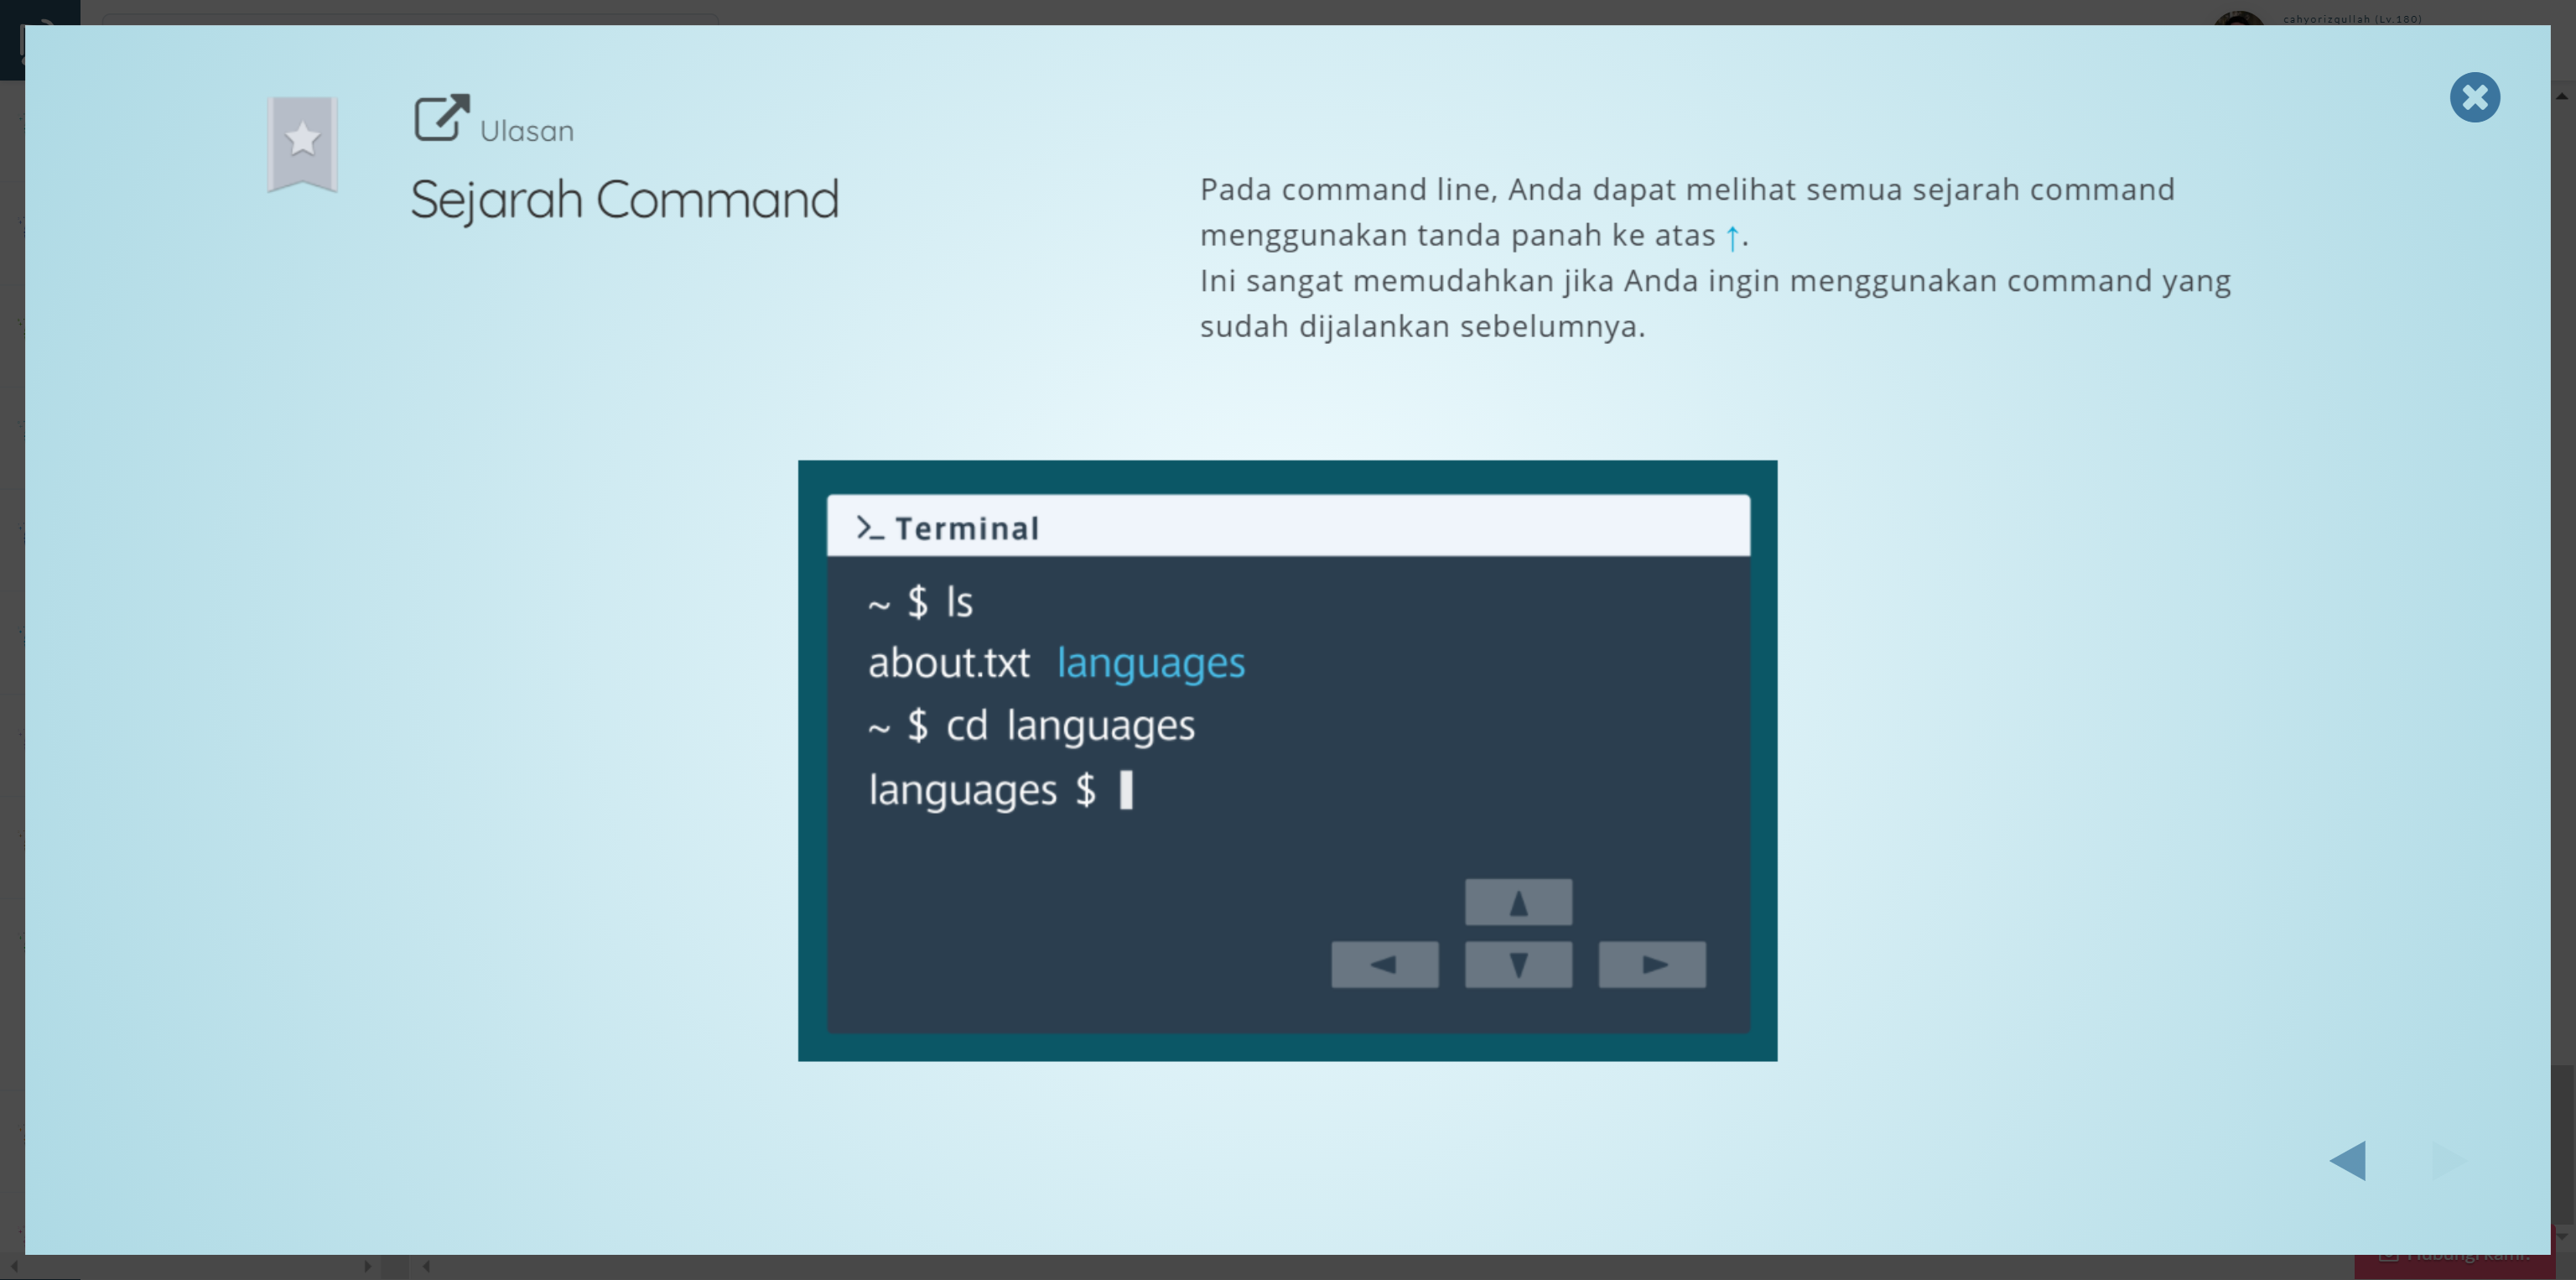 cahyorizqullah (Lv.180)
Ulasan
Sejarah Command
Pada command line, Anda dapat melihat semua sejarah command
menggunakan tanda panah ke atas ↑.
Ini sangat memudahkan jika Anda ingin menggunakan command yang
sudah dijalankan sebelumnya.
>_ Terminal
~ $ ls
about.txt languages
~ $ cd languages
languages $
Hubungi kami!